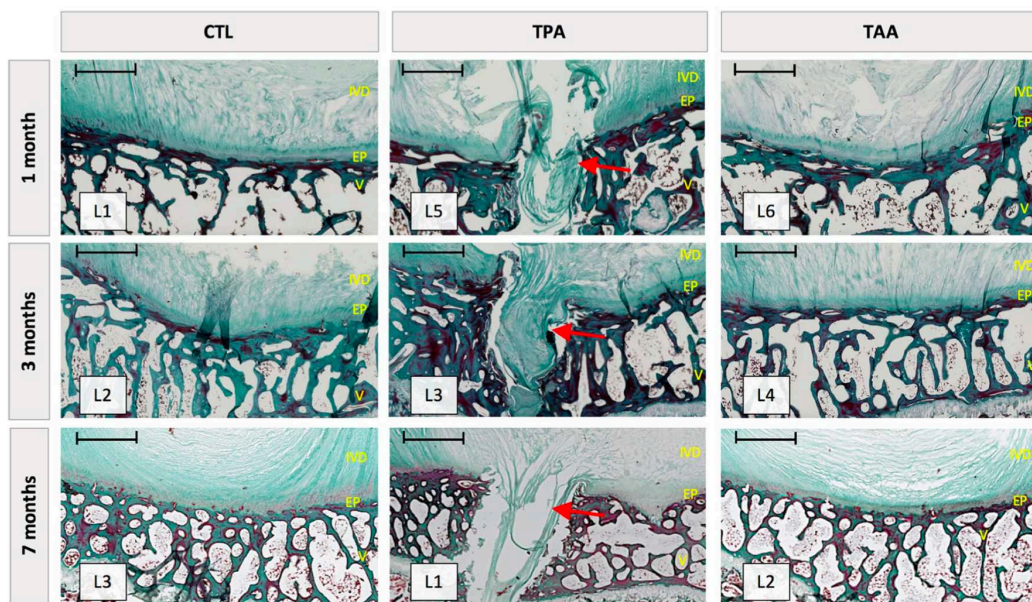 CTL TPA TAA
1 month
IVD EP V L1
IVD EP V L5
IVD EP V L6
3 months
IVD EP V L2
IVD EP V L3
IVD EP V L4
7 months
IVD EP V L3
IVD EP V L1
IVD EP V L2